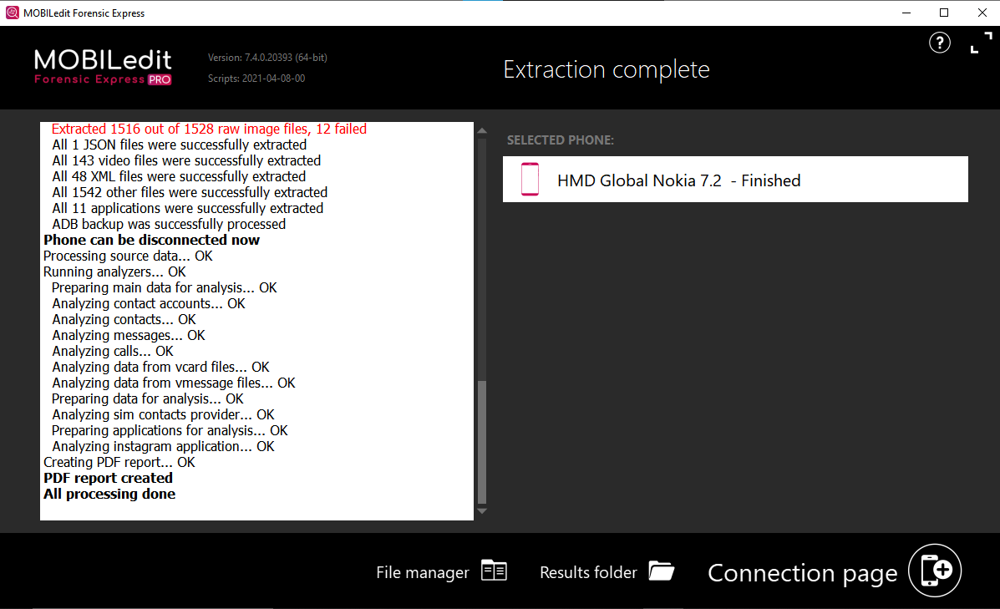 MOBILedit Forensic Express
MOBILedit
Forensic Express PRO
Version: 7.4.0.20393 (64-bit)
Scripts: 2021-04-08-00
Extraction complete
?
Extracted 1516 out of 1528 raw image files, 12 failed
All 1 JSON files were successfully extracted
All 143 video files were successfully extracted
All 48 XML files were successfully extracted
All 1542 other files were successfully extracted
All 11 applications were successfully extracted
ADB backup was successfully processed
Phone can be disconnected now
Processing source data... OK
Running analyzers... OK
Preparing main data for analysis... OK
Analyzing contact accounts... OK
Analyzing contacts... OK
Analyzing messages... OK
Analyzing calls... OK
Analyzing data from vcard files... OK
Analyzing data from vmessage files... OK
Preparing data for analysis... OK
Analyzing sim contacts provider... OK
Preparing applications for analysis... OK
Analyzing instagram application... OK
Creating PDF report... OK
PDF report created
All processing done
SELECTED PHONE:
HMD Global Nokia 7.2 - Finished
File manager
Results folder
Connection page